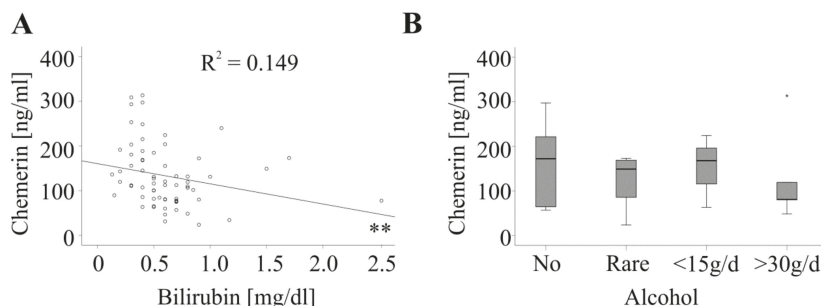 A
Chemerin [ng/ml]
400
300
200
100
0
R² = 0.149
**
0 0.5 1.0 1.5 2.0 2.5
Bilirubin [mg/dl]
B
Chemerin [ng/ml]
400
300
200
100
0
No Rare <15g/d >30g/d
Alcohol